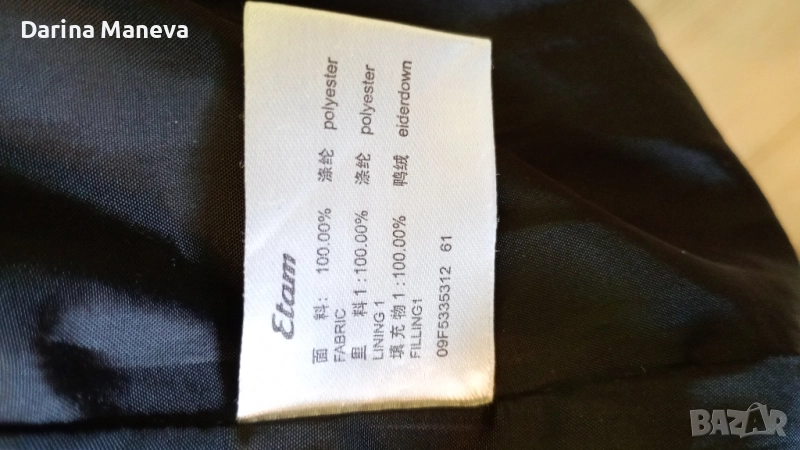 Darina Maneva
Etam
面 料: 100.00% 涤纶 polyester
FABRIC
里 料1:100.00% 涤纶 polyester
LINING 1
填 充 物1:100.00% 鸭绒 eiderdown
FILLING1
09F5335312 61
BAZAR